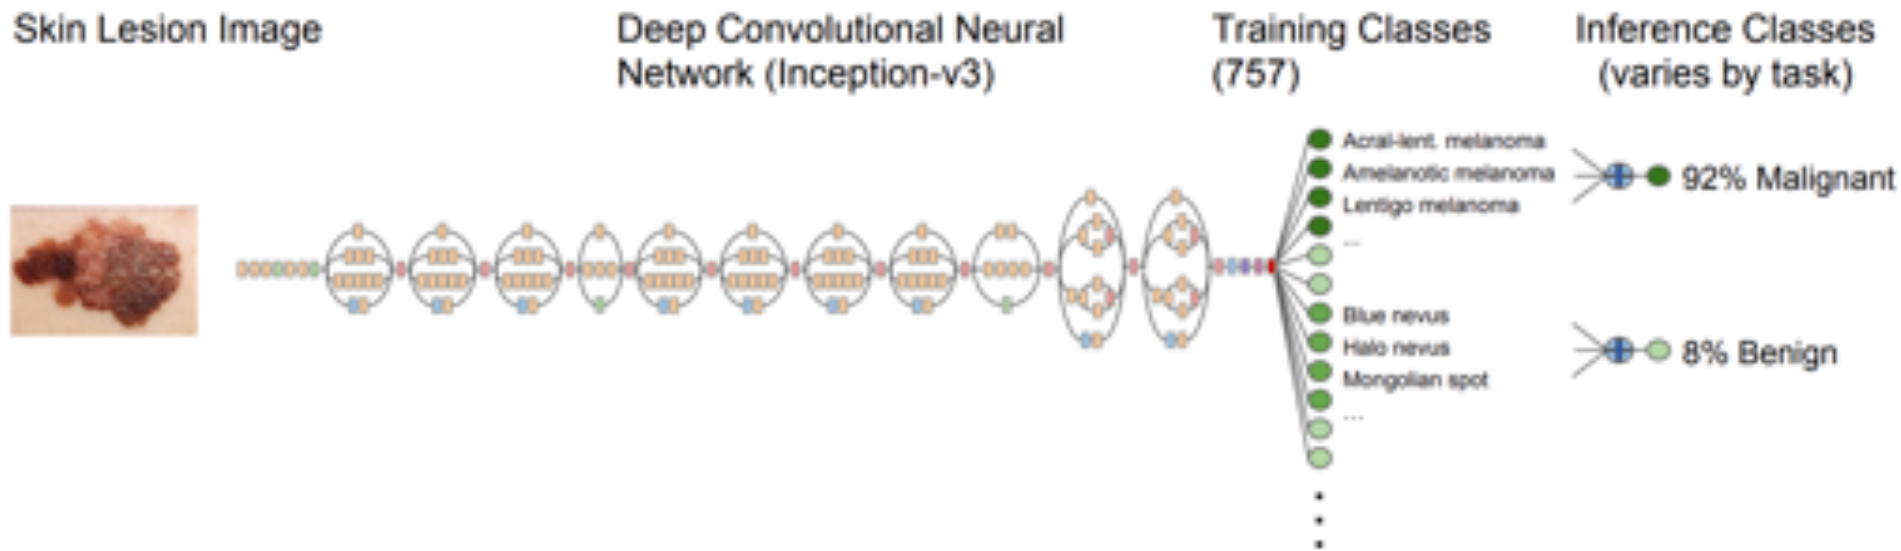 Skin Lesion Image
Deep Convolutional Neural
Network (Inception-v3)
Training Classes
(757)
Inference Classes
(varies by task)
Acral-lent. melanoma
Amelanotic melanoma
Lentigo melanoma
...
Blue nevus
Halo nevus
Mongolian spot
...
92% Malignant
8% Benign